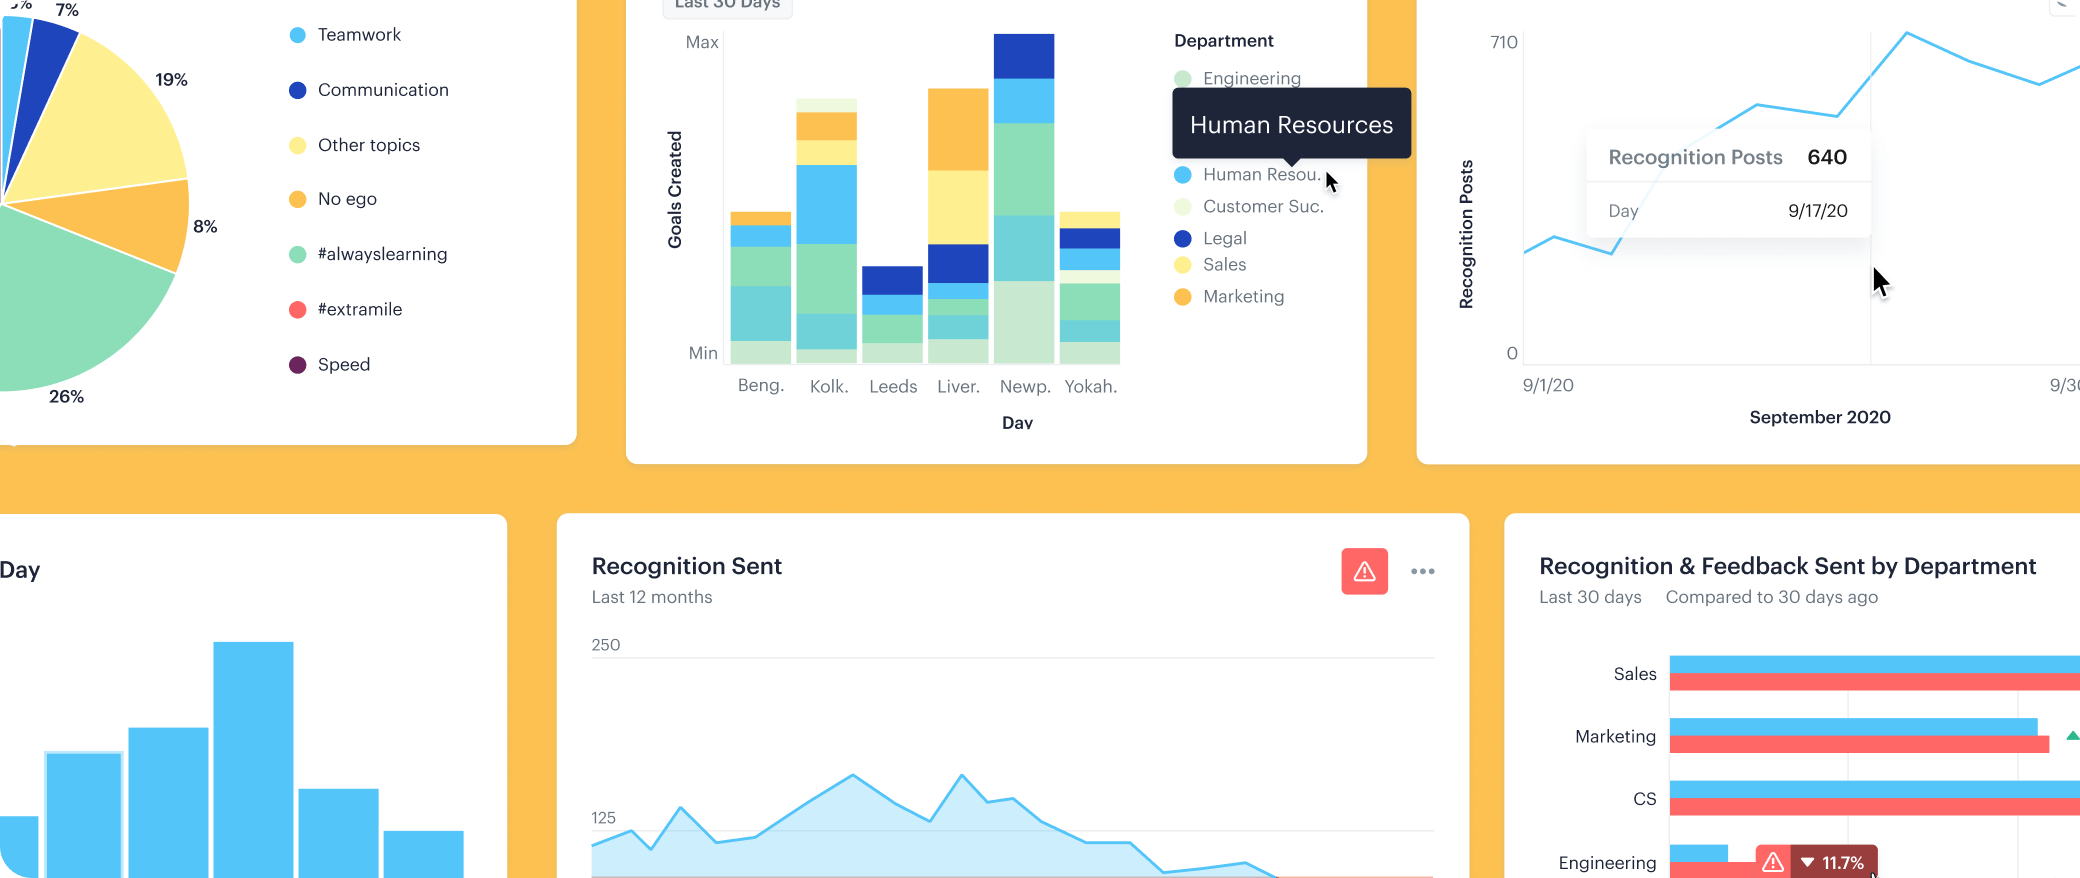 7%
19%
8%
26%
Teamwork
Communication
Other topics
No ego
#alwayslearning
#extramile
Speed
Last 30 Days
Max
Min
Goals Created
Beng.
Kolk.
Leeds
Liver.
Newp.
Yokah.
Day
Department
Engineering
Human Resources
Human Resou.
Customer Suc.
Legal
Sales
Marketing
710
0
Recognition Posts
Recognition Posts 640
Day 9/17/20
9/1/20
September 2020
Day
Recognition Sent
Last 12 months
250
125
Recognition & Feedback Sent by Department
Last 30 days Compared to 30 days ago
Sales
Marketing
CS
Engineering
11.7%